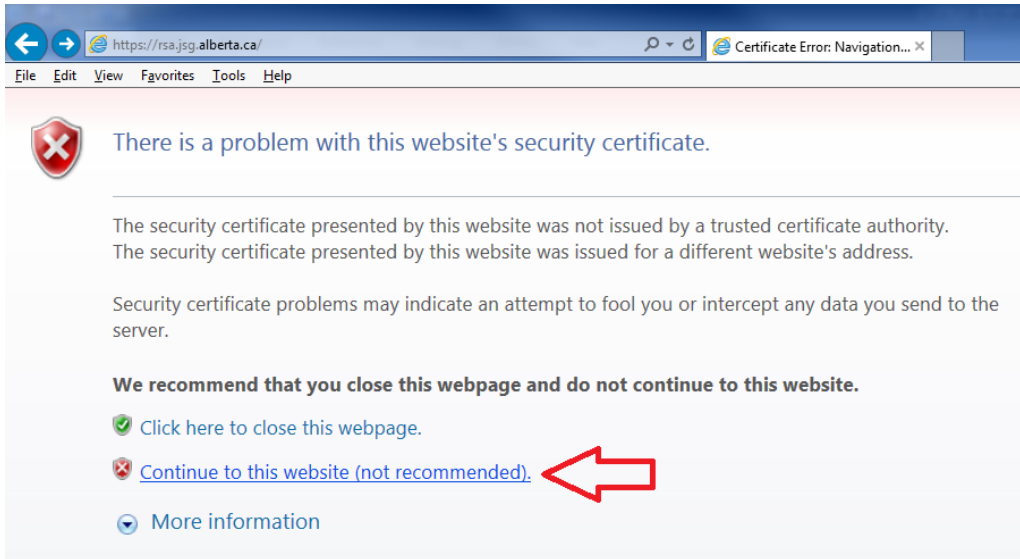 https://rsa.jsg.alberta.ca/
Certificate Error: Navigation...
File Edit View Favorites Tools Help
There is a problem with this website's security certificate.
The security certificate presented by this website was not issued by a trusted certificate authority.
The security certificate presented by this website was issued for a different website's address.
Security certificate problems may indicate an attempt to fool you or intercept any data you send to the
server.
We recommend that you close this webpage and do not continue to this website.
Click here to close this webpage.
Continue to this website (not recommended).
More information